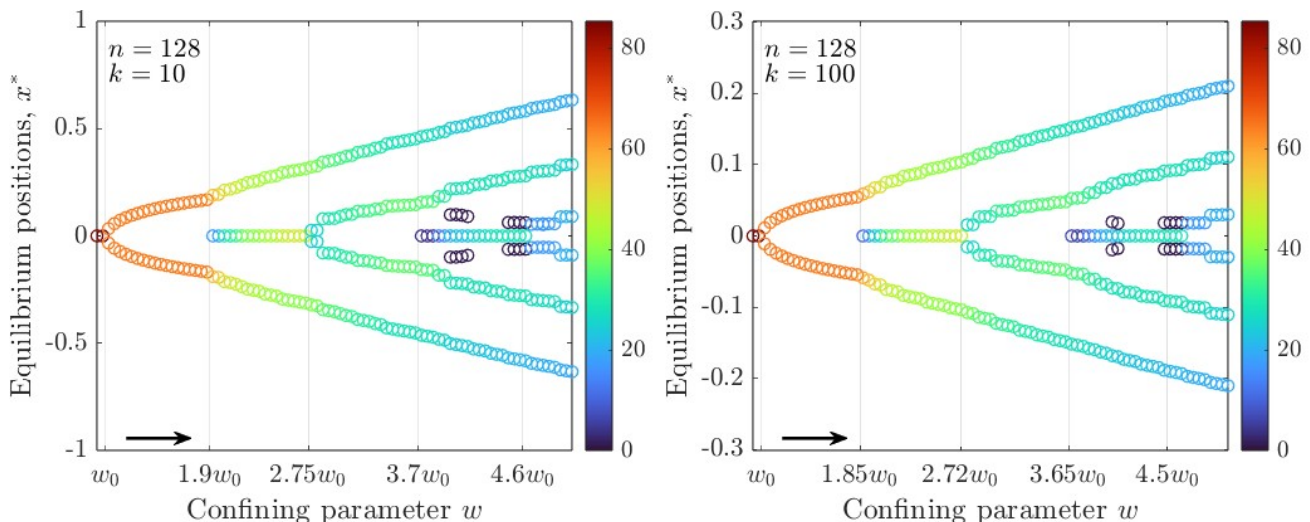 n = 128
k = 10
1
0.5
0
-0.5
-1
Equilibrium positions, x*
w₀
1.9w₀
2.75w₀
3.7w₀
4.6w₀
Confining parameter w
80
60
40
20
0
n = 128
k = 100
0.3
0.2
0.1
0
-0.1
-0.2
-0.3
Equilibrium positions, x*
w₀
1.85w₀
2.72w₀
3.65w₀
4.5w₀
Confining parameter w
80
60
40
20
0